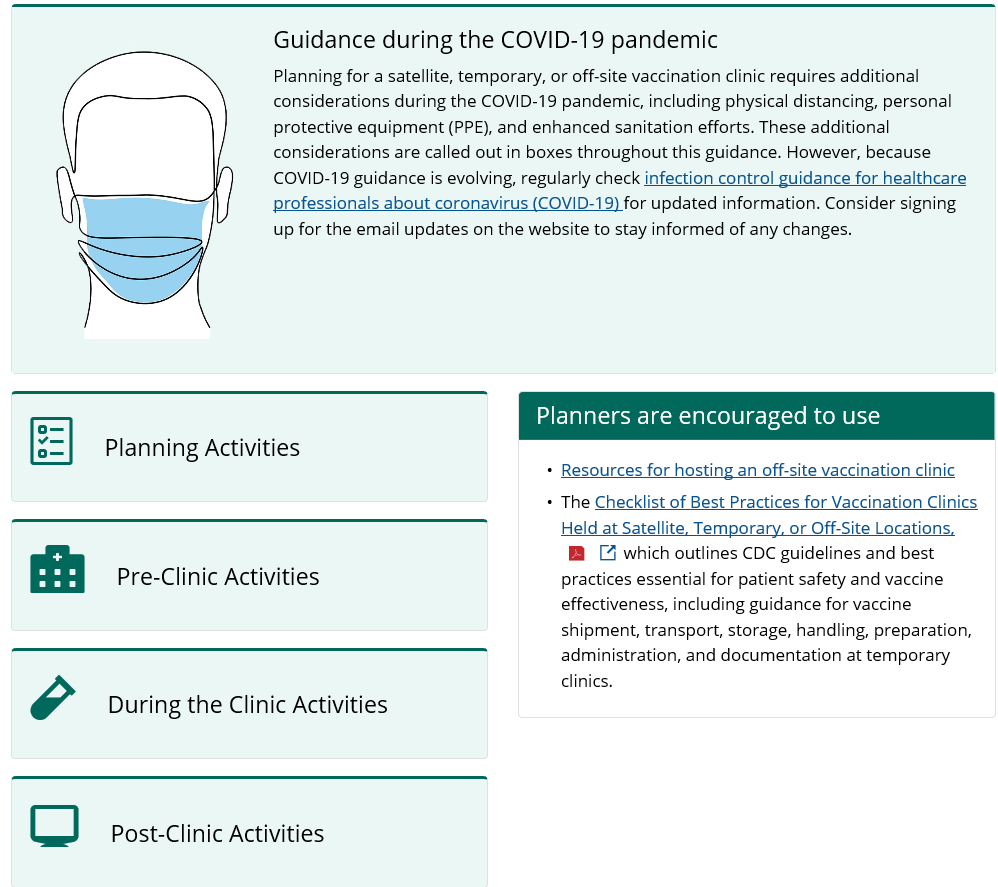 Guidance during the COVID-19 pandemic
Planning for a satellite, temporary, or off-site vaccination clinic requires additional
considerations during the COVID-19 pandemic, including physical distancing, personal
protective equipment (PPE), and enhanced sanitation efforts. These additional
considerations are called out in boxes throughout this guidance. However, because
COVID-19 guidance is evolving, regularly check infection control guidance for healthcare
professionals about coronavirus (COVID-19) for updated information. Consider signing
up for the email updates on the website to stay informed of any changes.
Planning Activities
Pre-Clinic Activities
During the Clinic Activities
Post-Clinic Activities
Planners are encouraged to use
• Resources for hosting an off-site vaccination clinic
• The Checklist of Best Practices for Vaccination Clinics
Held at Satellite, Temporary, or Off-Site Locations,
which outlines CDC guidelines and best
practices essential for patient safety and vaccine
effectiveness, including guidance for vaccine
shipment, transport, storage, handling, preparation,
administration, and documentation at temporary
clinics.